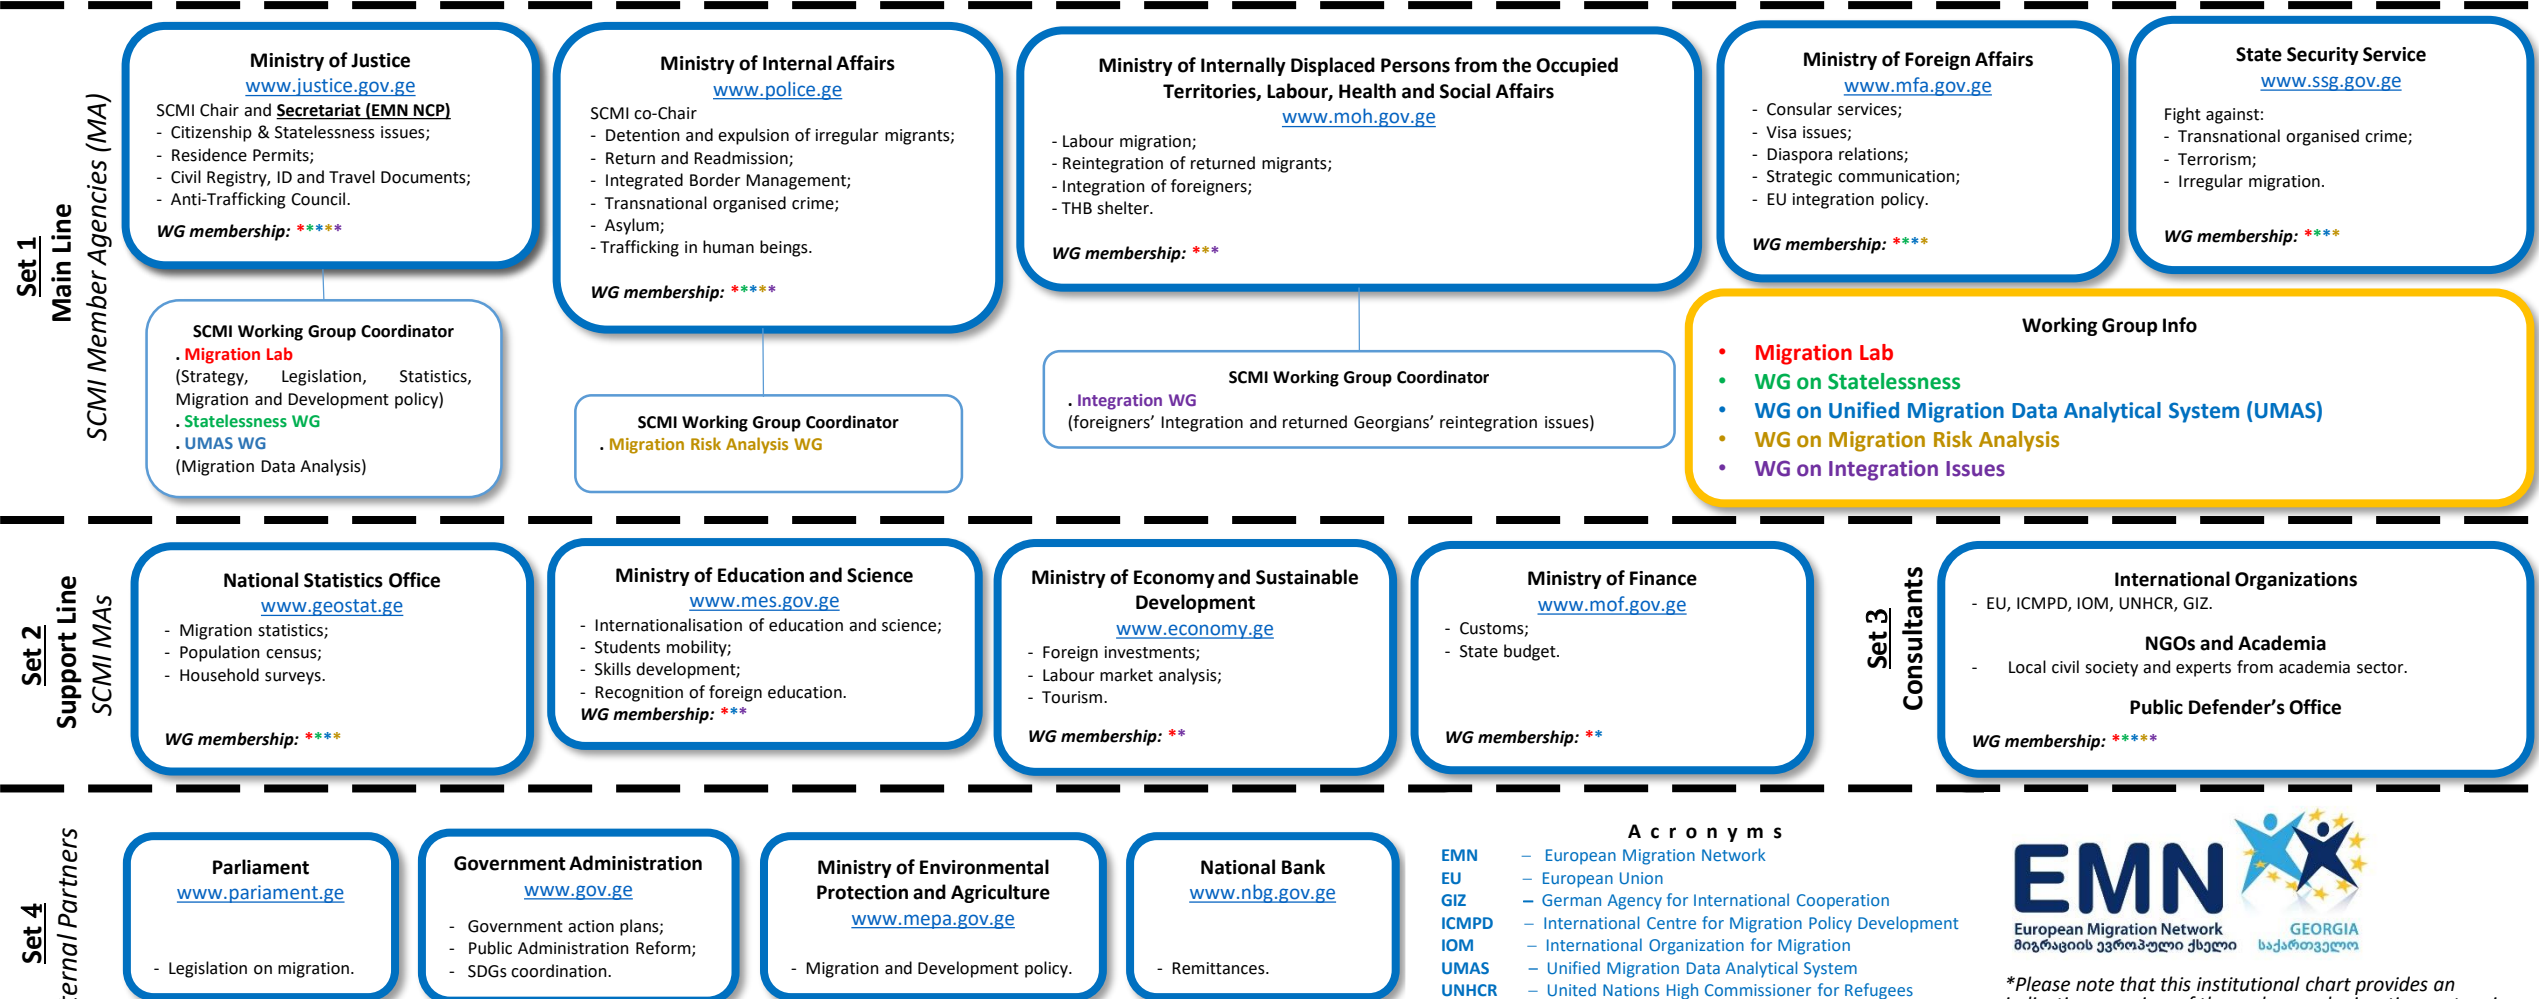 Set 1
Main Line
SCMI Member Agencies (MA)
Ministry of Justice
www.justice.gov.ge
SCMI Chair and Secretariat (EMN NCP)
- Citizenship & Statelessness issues;
- Residence Permits;
- Civil Registry, ID and Travel Documents;
- Anti-Trafficking Council.
WG membership: *****
Ministry of Internal Affairs
www.police.ge
SCMI co-Chair
- Detention and expulsion of irregular migrants;
- Return and Readmission;
- Integrated Border Management;
- Transnational organised crime;
- Asylum;
- Trafficking in human beings.
WG membership: *****
Ministry of Internally Displaced Persons from the Occupied
Territories, Labour, Health and Social Affairs
www.moh.gov.ge
- Labour migration;
- Reintegration of returned migrants;
- Integration of foreigners;
- THB shelter.
WG membership: ***
Ministry of Foreign Affairs
www.mfa.gov.ge
- Consular services;
- Visa issues;
- Diaspora relations;
- Strategic communication;
- EU integration policy.
WG membership: ****
State Security Service
www.ssg.gov.ge
Fight against:
- Transnational organised crime;
- Terrorism;
- Irregular migration.
WG membership: ****
SCMI Working Group Coordinator
. Migration Lab
(Strategy, Legislation, Statistics,
Migration and Development policy)
. Statelessness WG
. UMAS WG
(Migration Data Analysis)
SCMI Working Group Coordinator
. Migration Risk Analysis WG
SCMI Working Group Coordinator
. Integration WG
(foreigners' Integration and returned Georgians' reintegration issues)
Working Group Info
• Migration Lab
• WG on Statelessness
• WG on Unified Migration Data Analytical System (UMAS)
• WG on Migration Risk Analysis
• WG on Integration Issues
Set 2
Support Line
SCMI MAs
National Statistics Office
www.geostat.ge
- Migration statistics;
- Population census;
- Household surveys.
WG membership: ****
Ministry of Education and Science
www.mes.gov.ge
- Internationalisation of education and science;
- Students mobility;
- Skills development;
- Recognition of foreign education.
WG membership: ***
Ministry of Economy and Sustainable
Development
www.economy.ge
- Foreign investments;
- Labour market analysis;
- Tourism.
WG membership: **
Ministry of Finance
www.mof.gov.ge
- Customs;
- State budget.
WG membership: **
Set 3
Consultants
International Organizations
- EU, ICMPD, IOM, UNHCR, GIZ.
NGOs and Academia
- Local civil society and experts from academia sector.
Public Defender's Office
WG membership: *****
Set 4
Partners
Parliament
www.pariament.ge
- Legislation on migration.
Government Administration
www.gov.ge
- Government action plans;
- Public Administration Reform;
- SDGs coordination.
Ministry of Environmental
Protection and Agriculture
www.mepa.gov.ge
- Migration and Development policy.
National Bank
www.nbg.gov.ge
- Remittances.
Acronyms
EMN – European Migration Network
EU – European Union
GIZ – German Agency for International Cooperation
ICMPD – International Centre for Migration Policy Development
IOM – International Organization for Migration
UMAS – Unified Migration Data Analytical System
UNHCR – United Nations High Commissioner for Refugees
EMN
European Migration Network
მიგრაციის ევროპული ქსელი
GEORGIA
საქართველო
*Please note that this institutional chart provides an